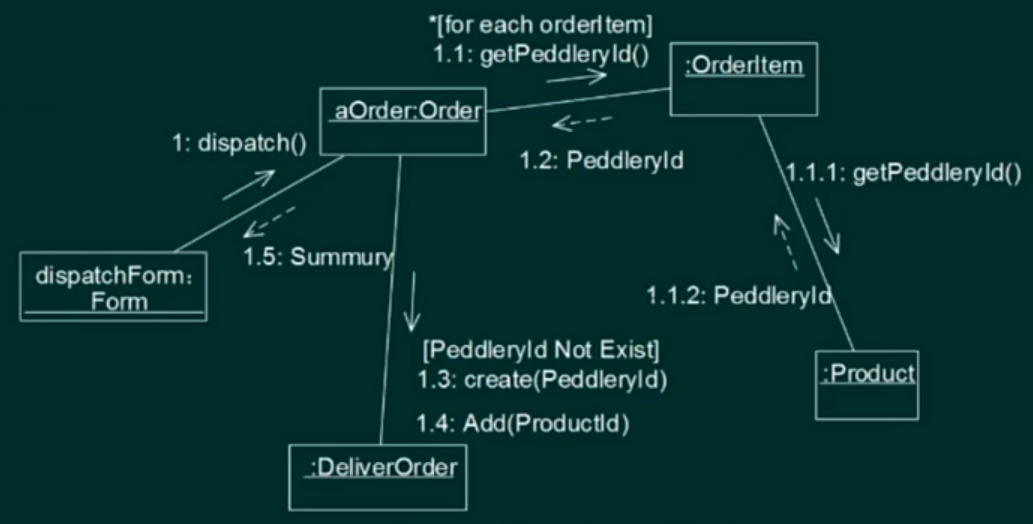 *[for each orderItem]
1.1: getPeddleryId()
:OrderItem
aOrder:Order
1: dispatch()
1.2: PeddleryId
1.1.1: getPeddleryId()
1.5: Summury
dispatchForm:
Form
1.1.2: PeddleryId
[PeddleryId Not Exist]
1.3: create(PeddleryId)
:Product
1.4: Add(ProductId)
:DeliverOrder